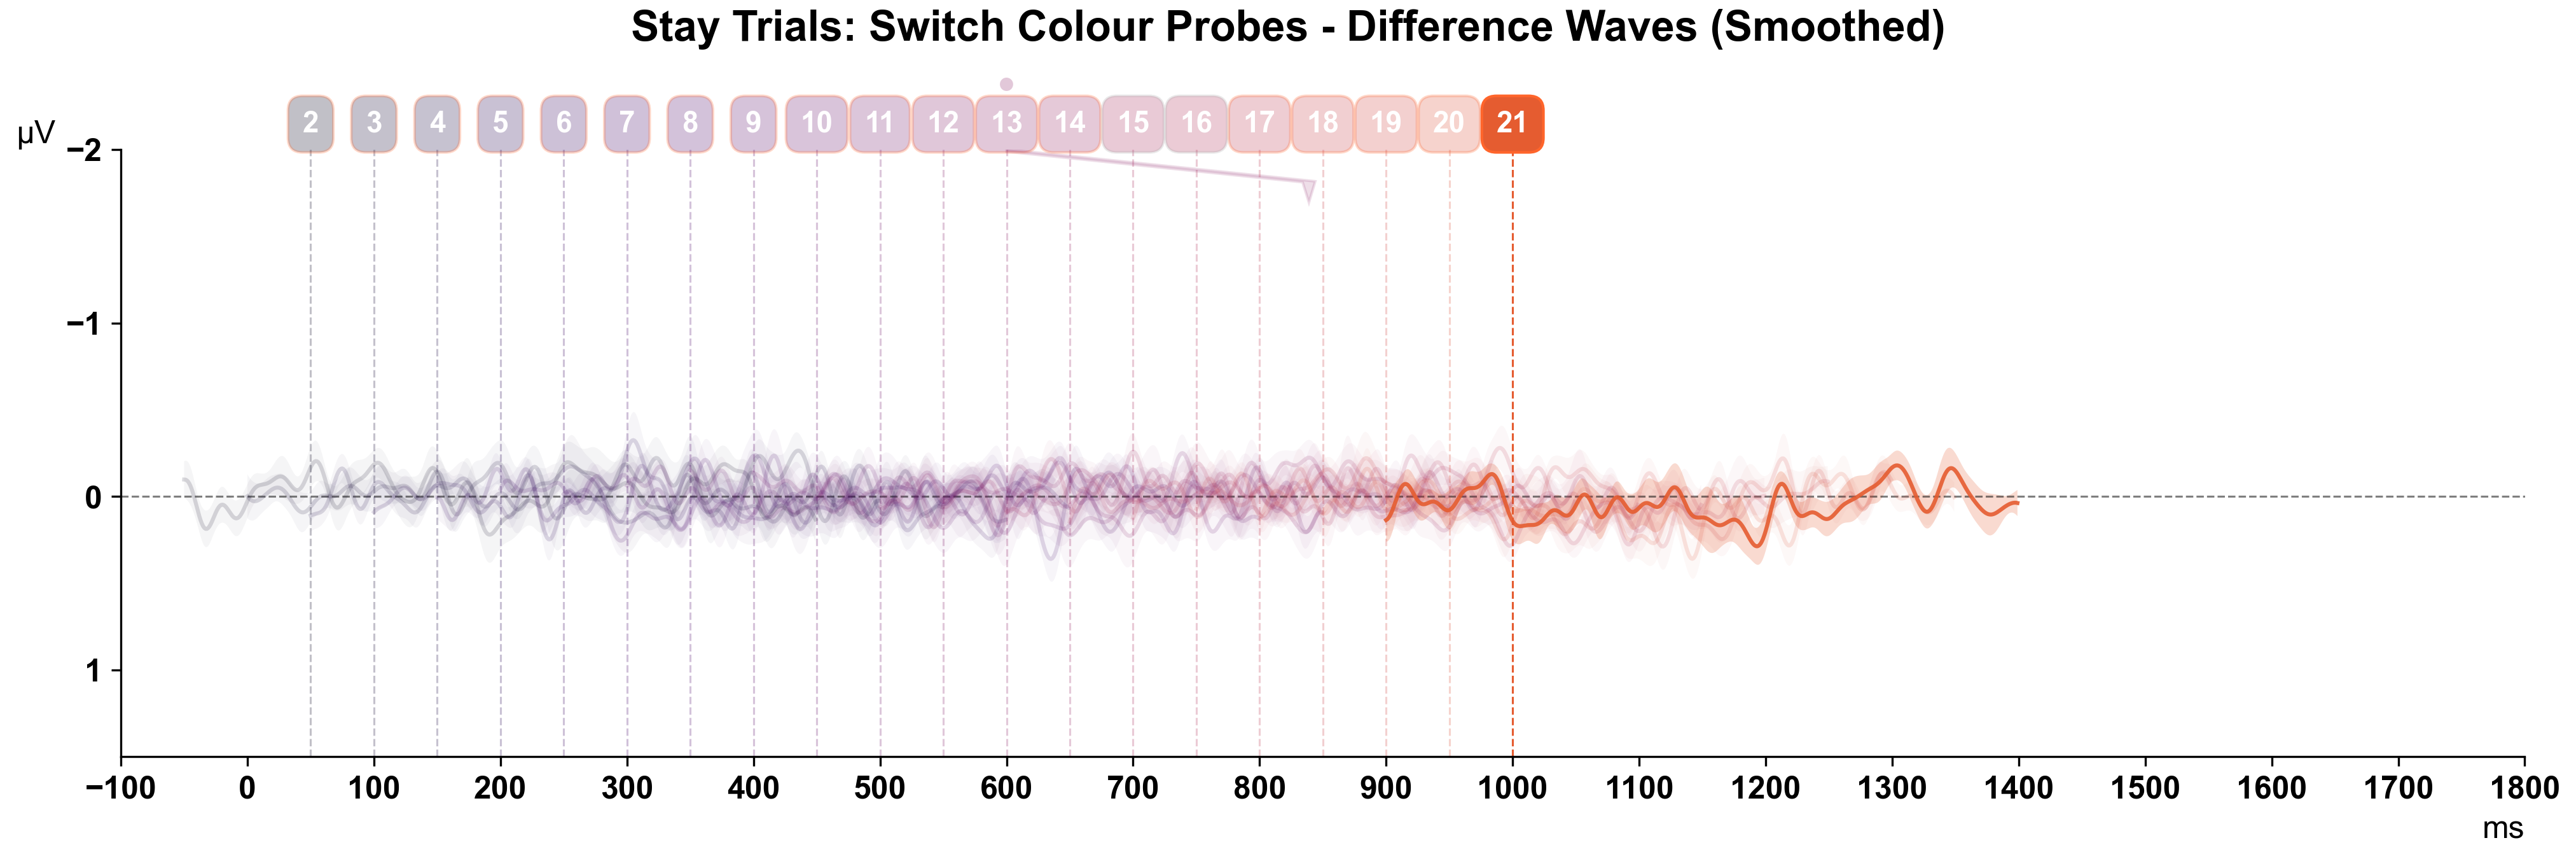 Stay Trials: Switch Colour Probes - Difference Waves (Smoothed)
2 3 4 5 6 7 8 9 10 11 12 13 14 15 16 17 18 19 20 21
µV
−2
−1
0
1
−100 0 100 200 300 400 500 600 700 800 900 1000 1100 1200 1300 1400 1500 1600 1700 1800
ms